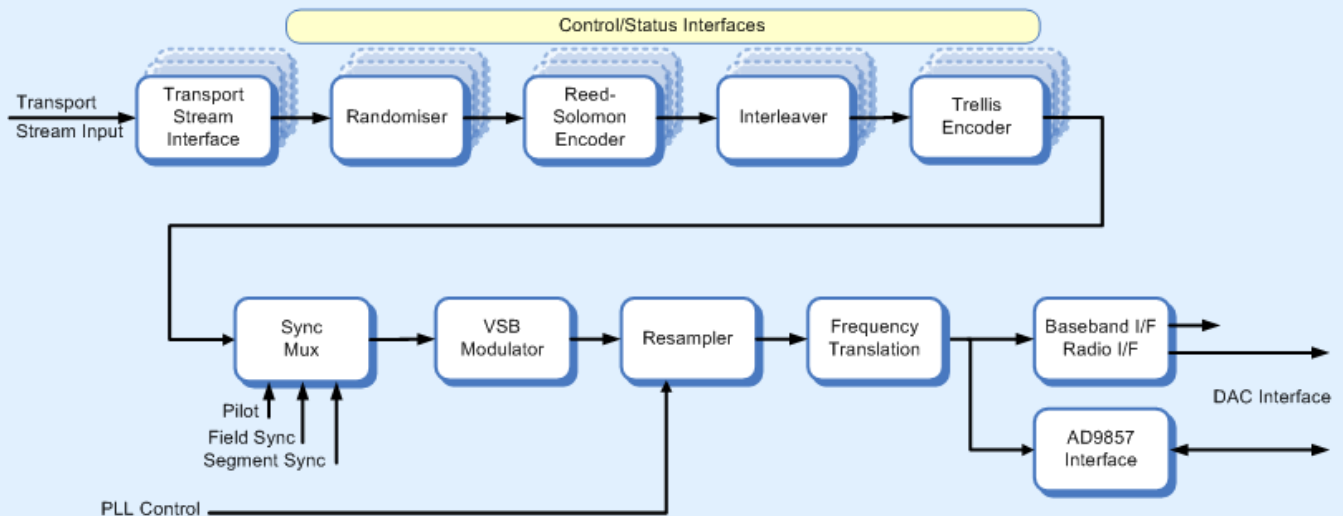 Control/Status Interfaces
Transport
Stream Input
Transport
Stream
Interface
Randomiser
Reed-
Solomon
Encoder
Interleaver
Trellis
Encoder
Sync
Mux
VSB
Modulator
Resampler
Frequency
Translation
Baseband I/F
Radio I/F
DAC Interface
Pilot
Field Sync
Segment Sync
AD9857
Interface
PLL Control